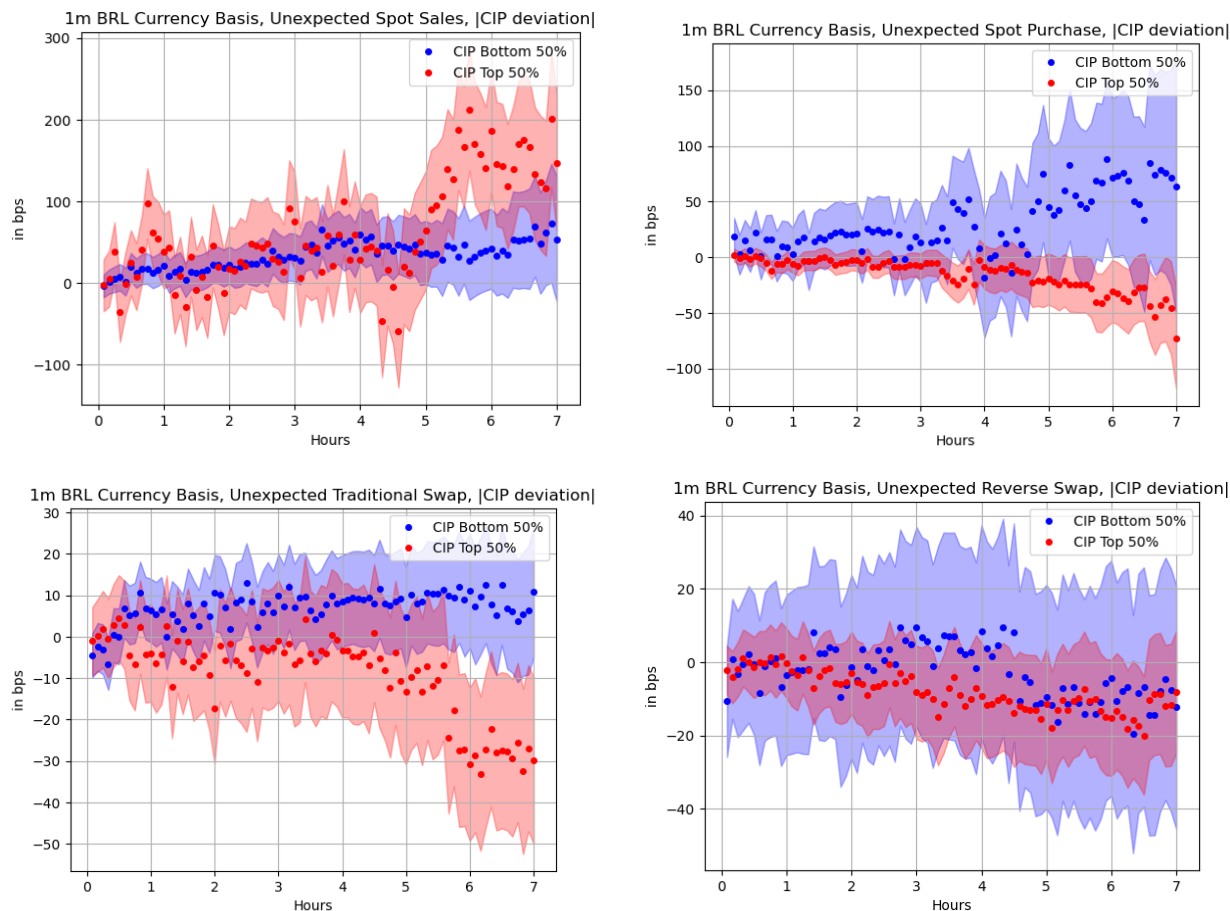 1m BRL Currency Basis, Unexpected Spot Sales, |CIP deviation|
300
200
100
0
−100
in bps
CIP Bottom 50%
CIP Top 50%
0 1 2 3 4 5 6 7
Hours
1m BRL Currency Basis, Unexpected Spot Purchase, |CIP deviation|
150
100
50
0
−50
−100
in bps
CIP Bottom 50%
CIP Top 50%
0 1 2 3 4 5 6 7
Hours
1m BRL Currency Basis, Unexpected Traditional Swap, |CIP deviation|
30
20
10
0
−10
−20
−30
−40
−50
in bps
CIP Bottom 50%
CIP Top 50%
0 1 2 3 4 5 6 7
Hours
1m BRL Currency Basis, Unexpected Reverse Swap, |CIP deviation|
40
20
0
−20
−40
in bps
CIP Bottom 50%
CIP Top 50%
0 1 2 3 4 5 6 7
Hours